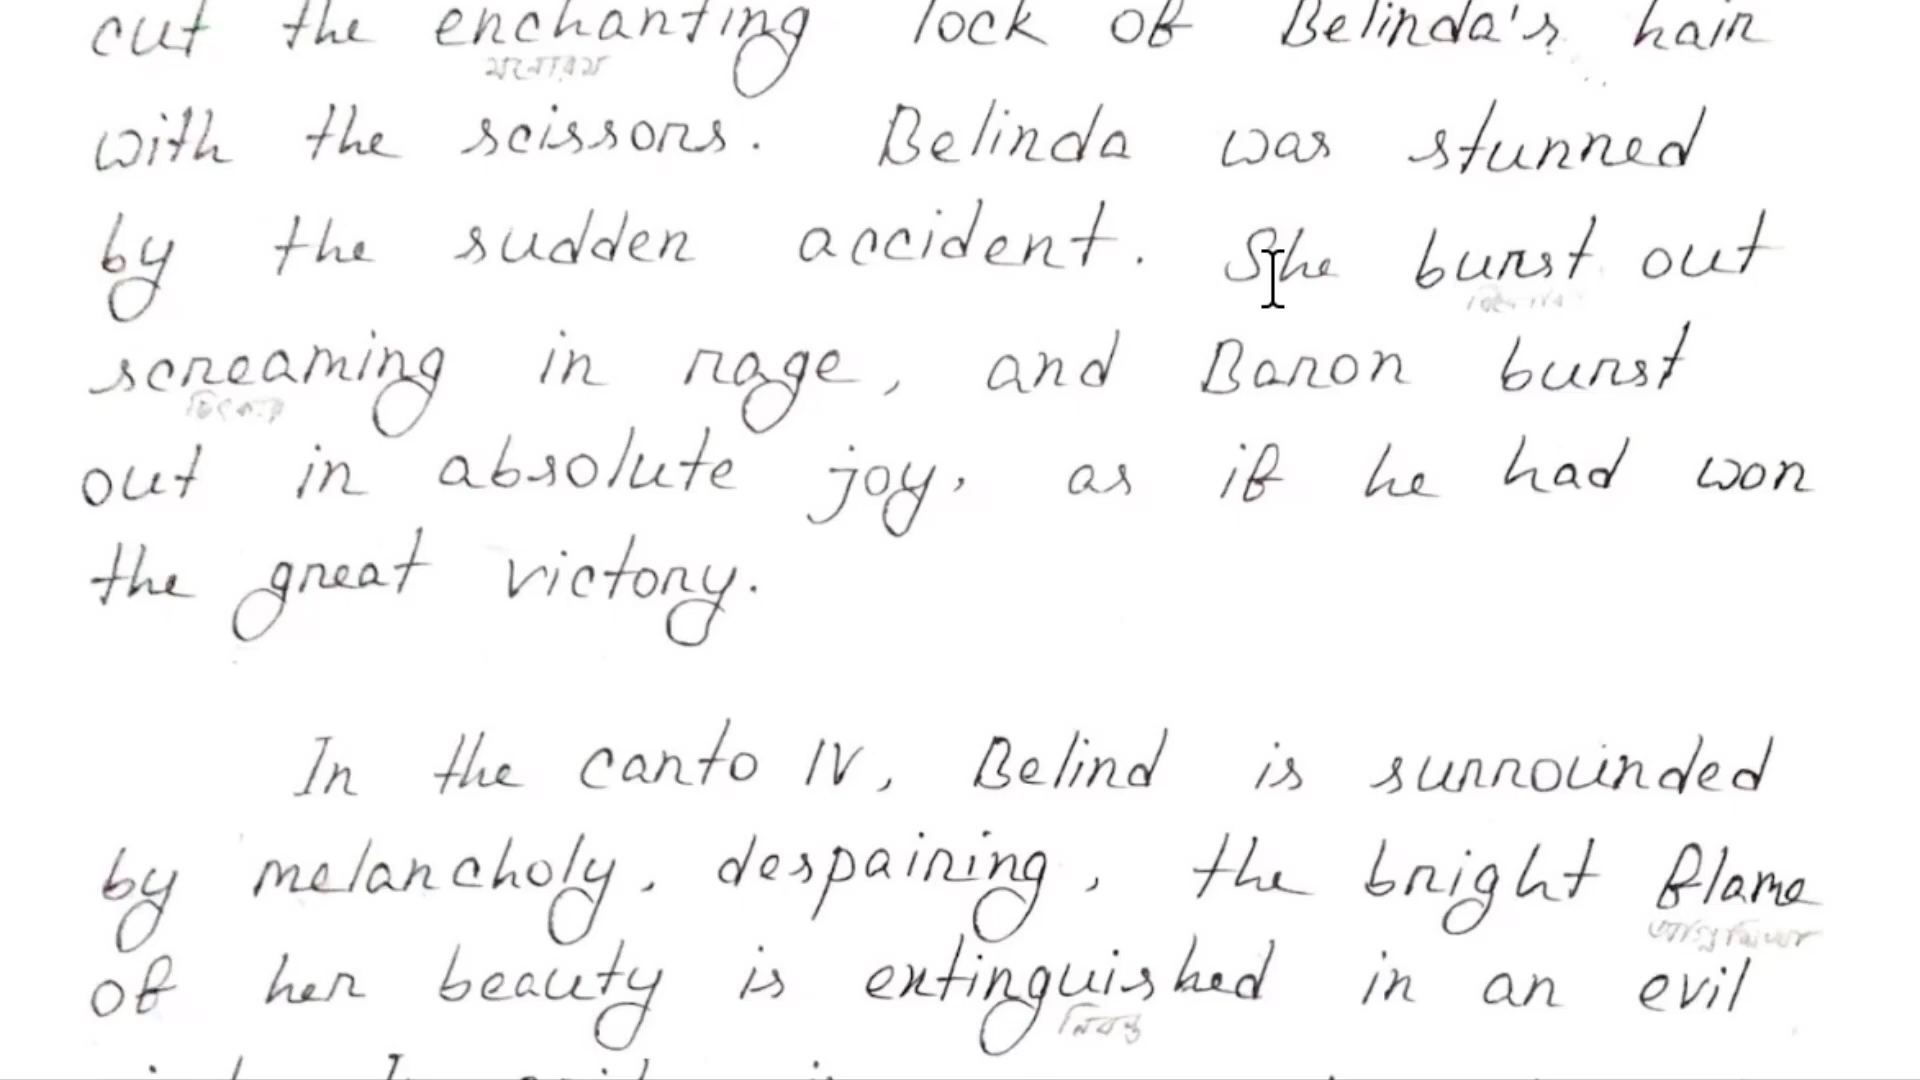 cut the enchanting lock of Belinda's hair
with the scissors. Belinda was stunned
by the sudden accident. She burst out
screaming in rage, and Baron burst
out in absolute joy, as if he had won
the great victory.
In the canto IV, Belind is surrounded
by melancholy, despairing, the bright flame
of her beauty is extinguished in an evil